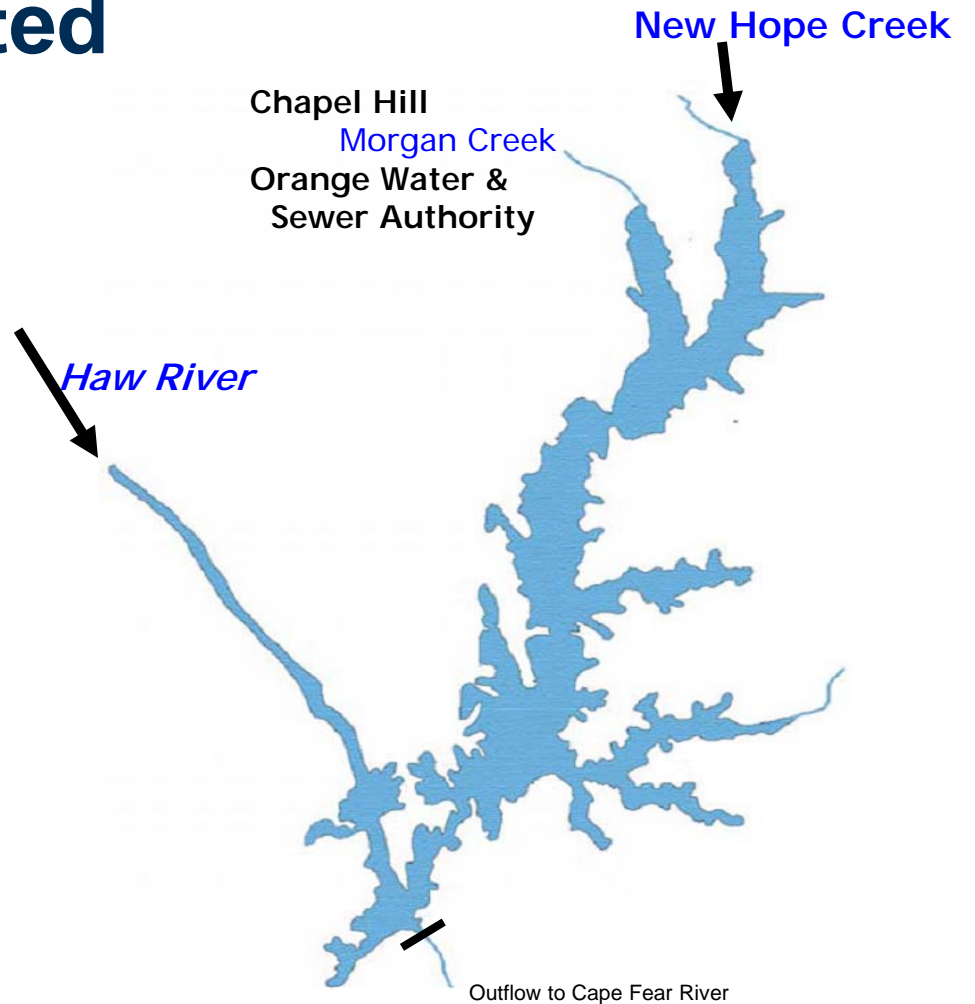 ted
New Hope Creek
Chapel Hill
Morgan Creek
Orange Water &
Sewer Authority
Haw River
Outflow to Cape Fear River